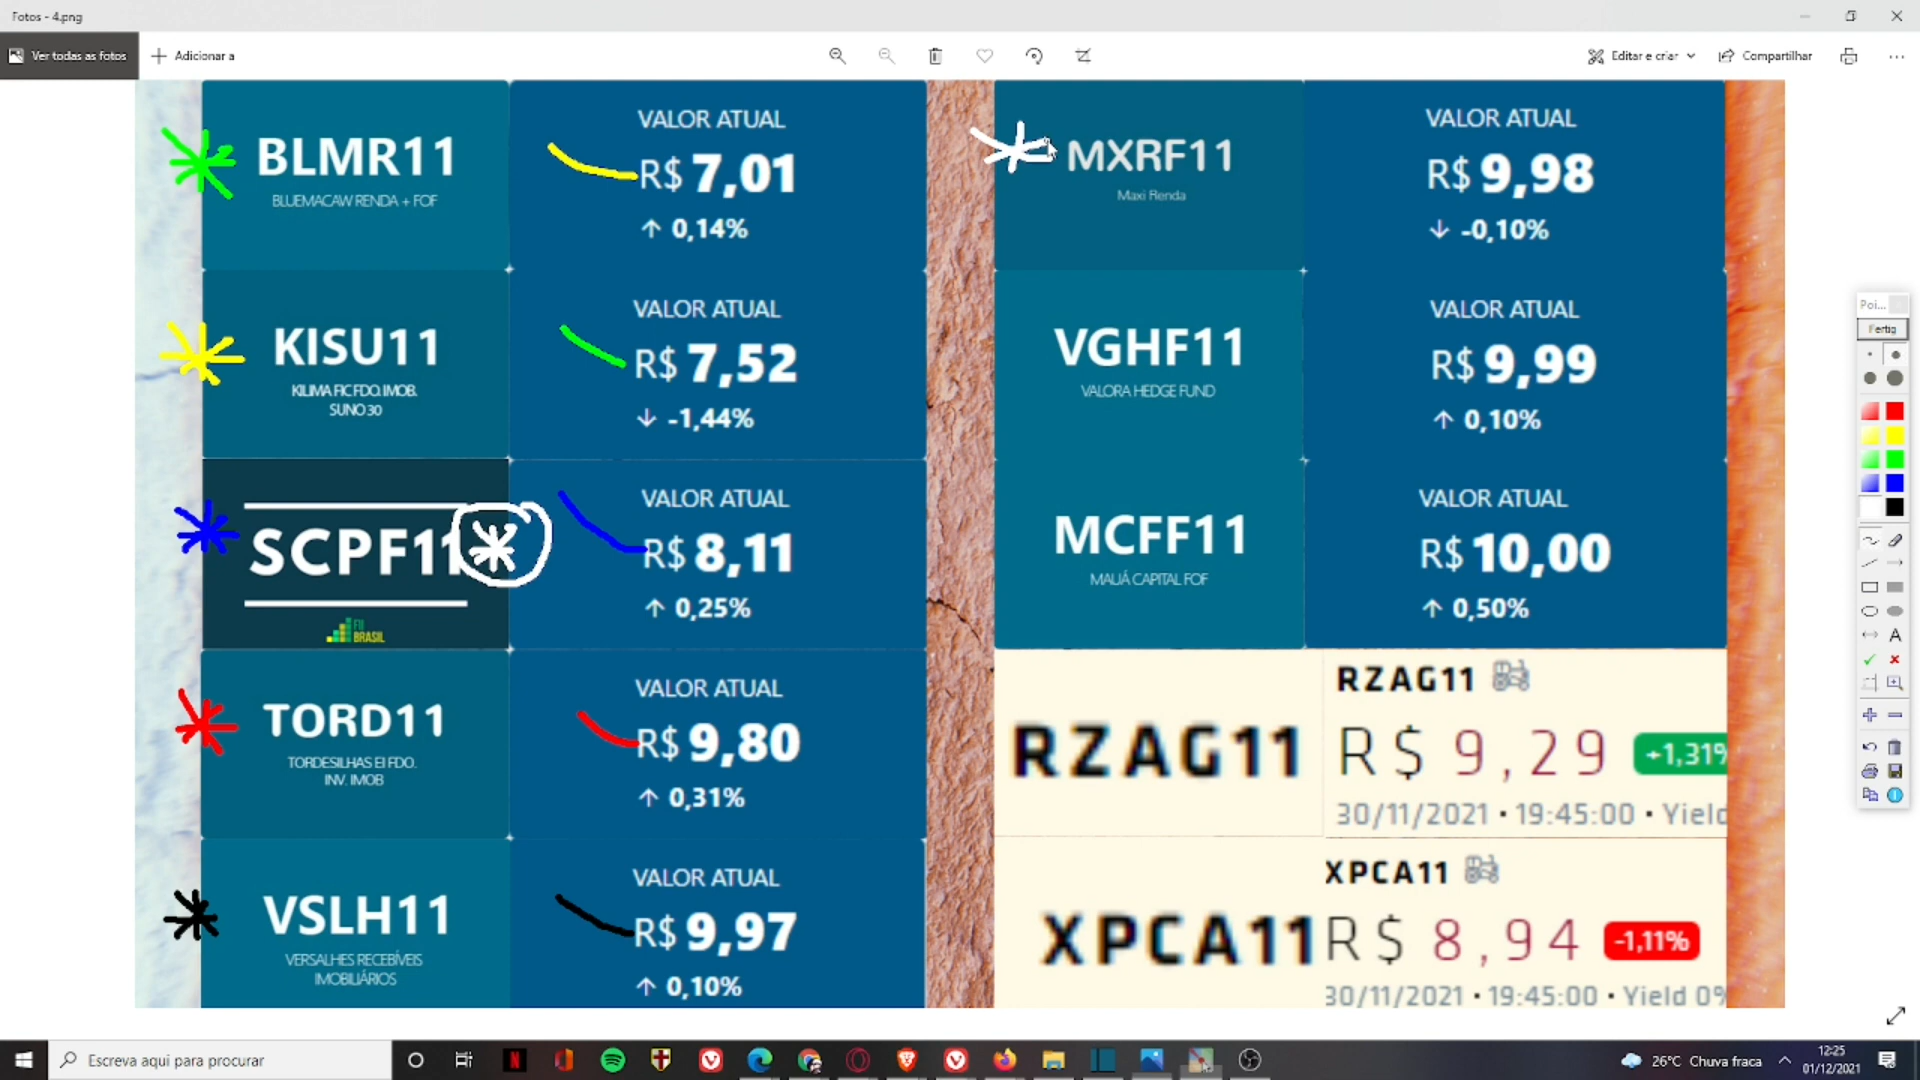 Fotos - 4.png
Ver todas as fotos
Adicionar a
Editar e criar
Compartilhar
BLMR11
BLUEMACAW RENDA + FOF
VALOR ATUAL
R$ 7,01
↑ 0,14%
KISU11
KILIMA FIC FDO. IMOB.
SUNO 30
VALOR ATUAL
R$ 7,52
↓ -1,44%
SCPF11
FII
BRASIL
VALOR ATUAL
R$ 8,11
↑ 0,25%
TORD11
TORDESILHAS EI FDO.
INV. IMOB
VALOR ATUAL
R$ 9,80
↑ 0,31%
VSLH11
VERSALHES RECEBÍVEIS
IMOBILIÁRIOS
VALOR ATUAL
R$ 9,97
↑ 0,10%
MXRF11
Maxi Renda
VALOR ATUAL
R$ 9,98
↓ -0,10%
VGHF11
VALORA HEDGE FUND
VALOR ATUAL
R$ 9,99
↑ 0,10%
MCFF11
MAUÁ CAPITAL FOF
VALOR ATUAL
R$ 10,00
↑ 0,50%
RZAG11
RZAG11
R$ 9,29
+1,31%
30/11/2021 • 19:45:00 • Yield
XPCA11
XPCA11
R$ 8,94
-1,11%
30/11/2021 • 19:45:00 • Yield 0%
Poi...
Fertig
A
Escreva aqui para procurar
26°C Chuva fraca
12:25
01/12/2021